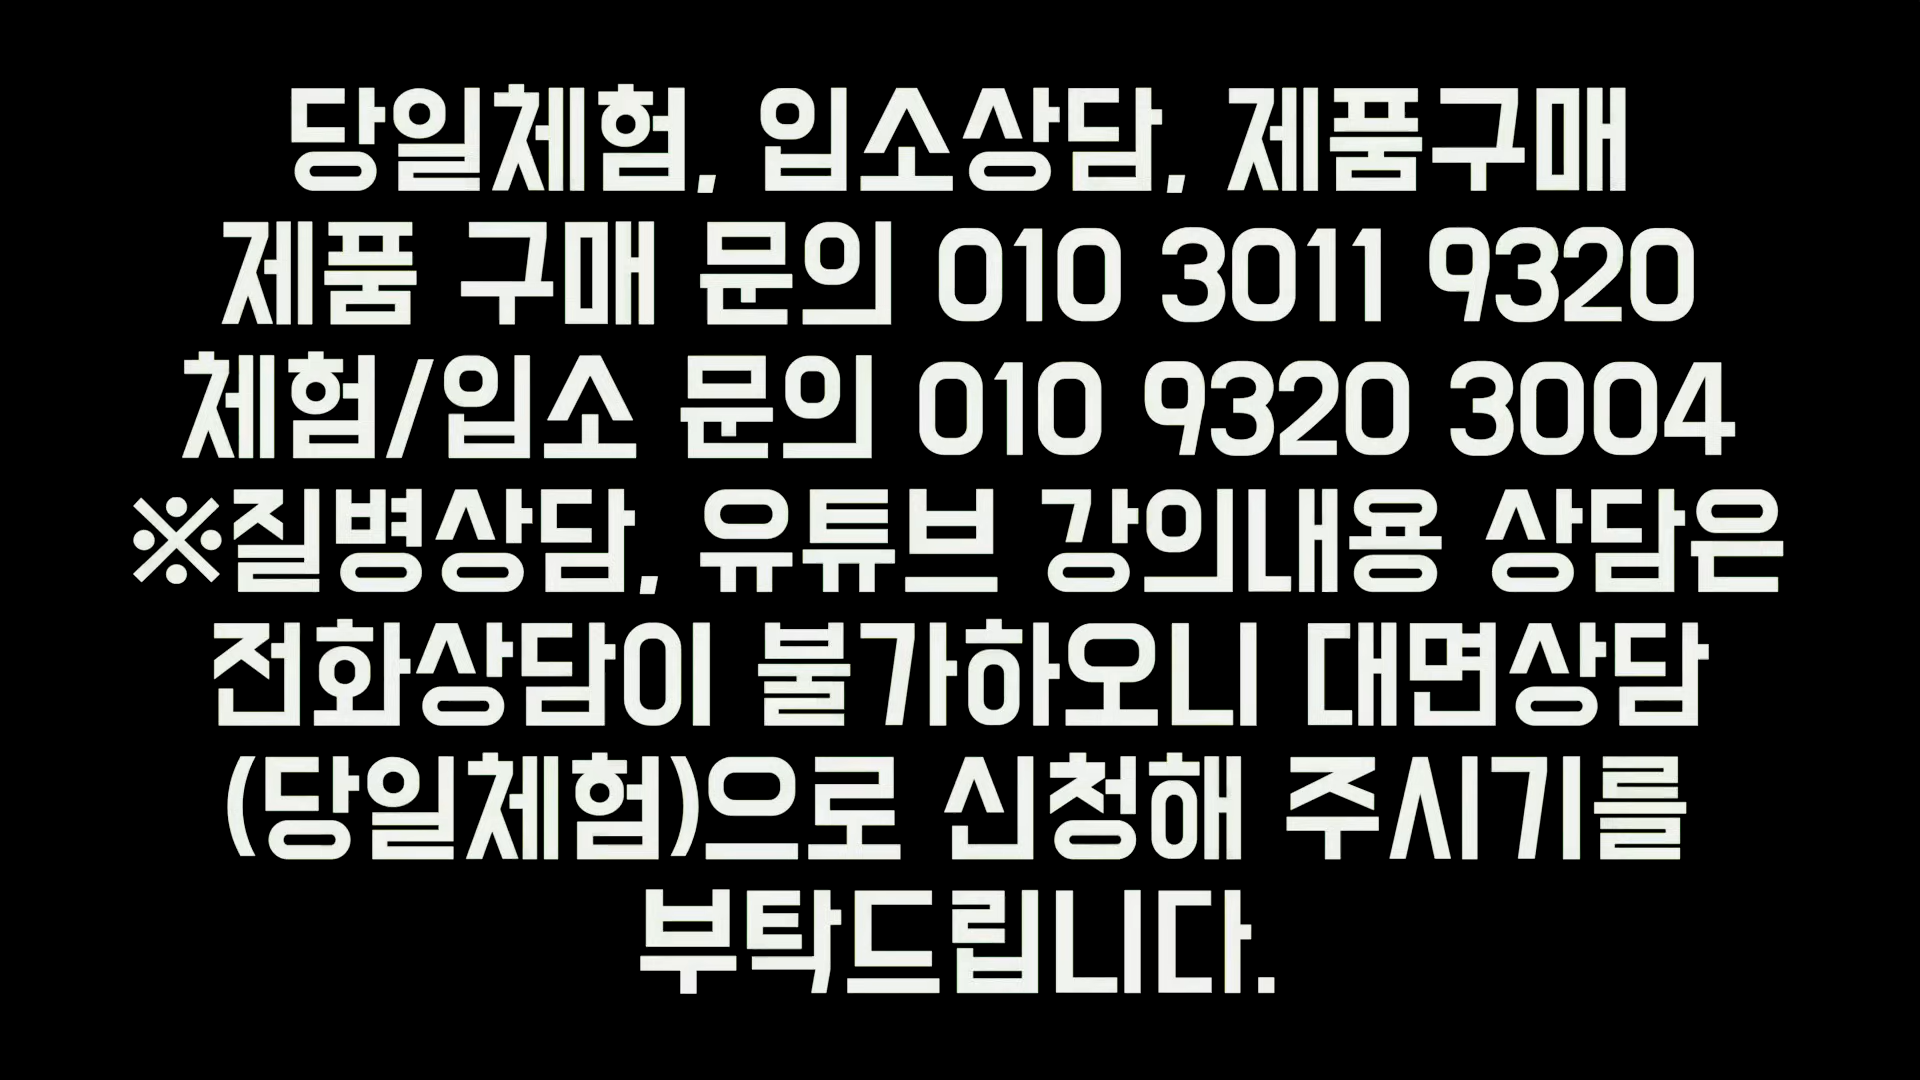 당일체험, 입소상담, 제품구매
제품 구매 문의 010 3011 9320
체험/입소 문의 010 9320 3004
※질병상담, 유튜브 강의내용 상담은
전화상담이 불가하오니 대면상담
(당일체험)으로 신청해 주시기를
부탁드립니다.